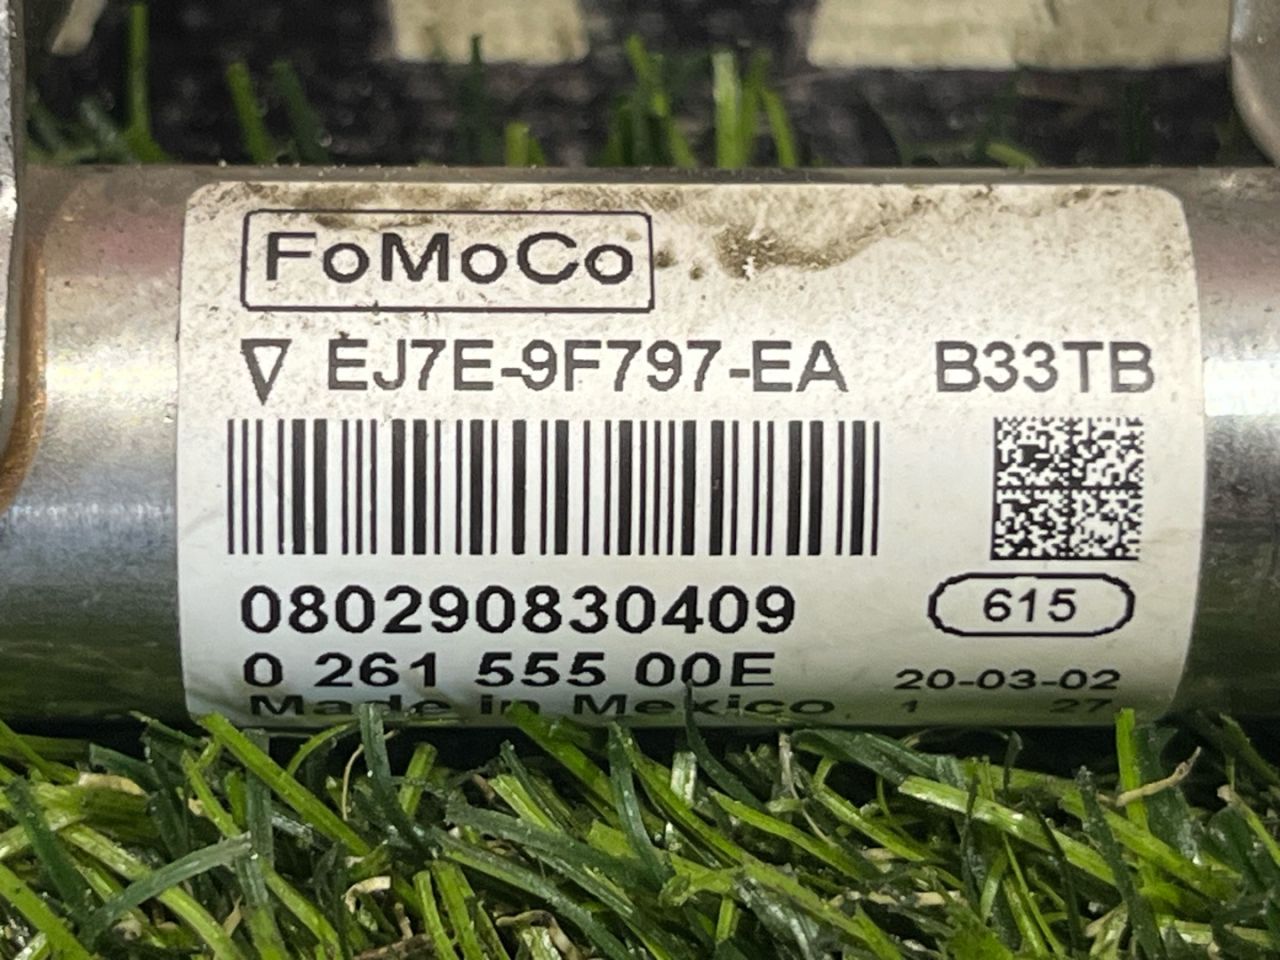 FoMoCo
EJ7E-9F797-EA B33TB
080290830409
615
0 261 555 00E
20-03-02
Made in Mexico
1 27